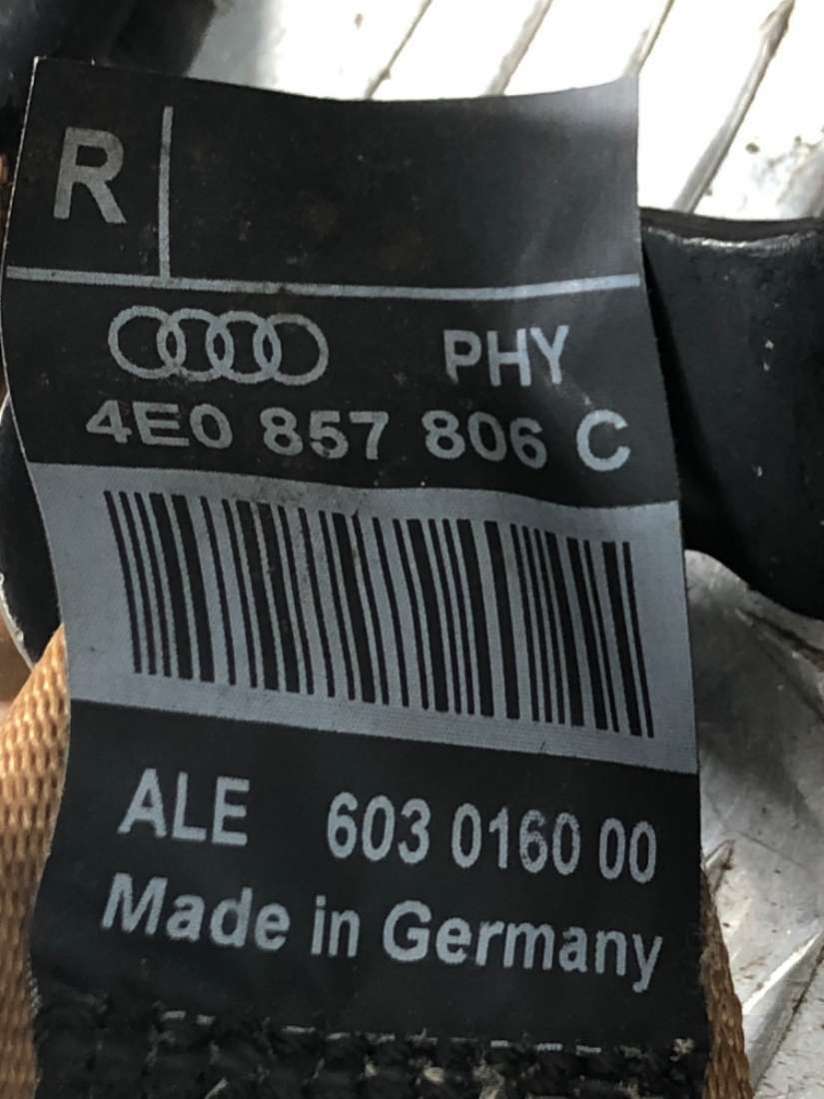 R
PHY
4E0 857 806 C
ALE 603 0160 00
Made in Germany